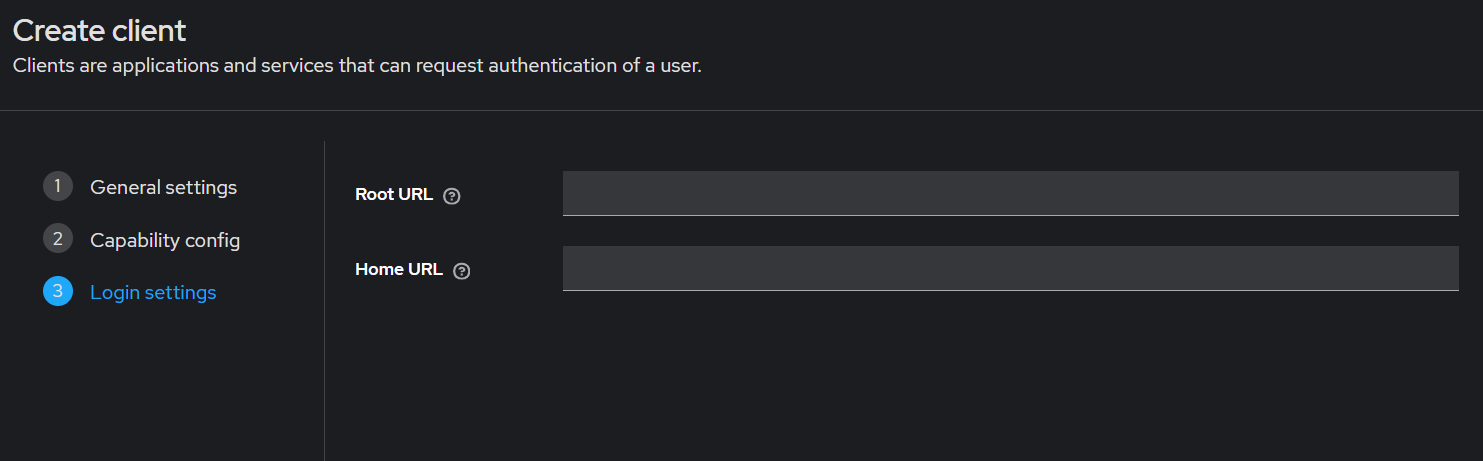 Create client
Clients are applications and services that can request authentication of a user.
1 General settings
2 Capability config
3 Login settings
Root URL ?
Home URL ?